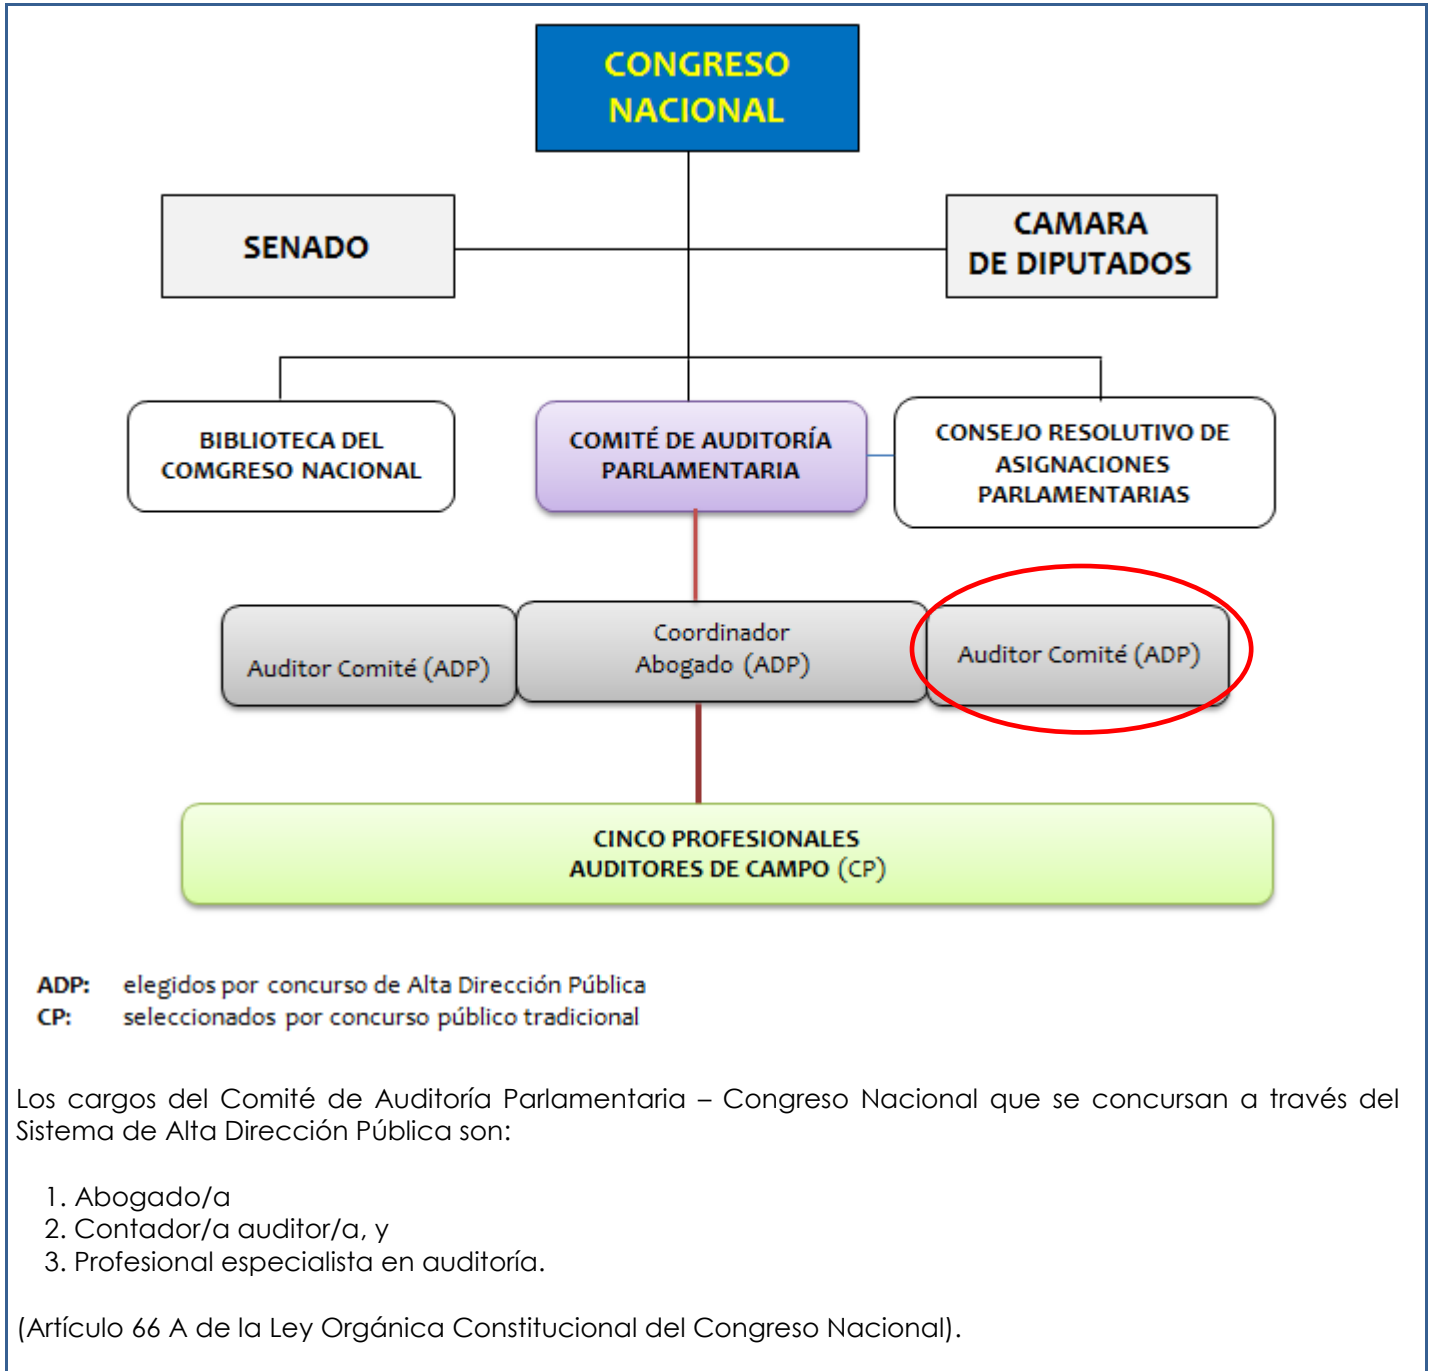 CONGRESO
NACIONAL
SENADO
CAMARA
DE DIPUTADOS
BIBLIOTECA DEL
COMGRESO NACIONAL
COMITÉ DE AUDITORÍA
PARLAMENTARIA
CONSEJO RESOLUTIVO DE
ASIGNACIONES
PARLAMENTARIAS
Auditor Comité (ADP)
Coordinador
Abogado (ADP)
Auditor Comité (ADP)
CINCO PROFESIONALES
AUDITORES DE CAMPO (CP)
ADP: elegidos por concurso de Alta Dirección Pública
CP: seleccionados por concurso público tradicional
Los cargos del Comité de Auditoría Parlamentaria – Congreso Nacional que se concursan a través del
Sistema de Alta Dirección Pública son:
1. Abogado/a
2. Contador/a auditor/a, y
3. Profesional especialista en auditoría.
(Artículo 66 A de la Ley Orgánica Constitucional del Congreso Nacional).